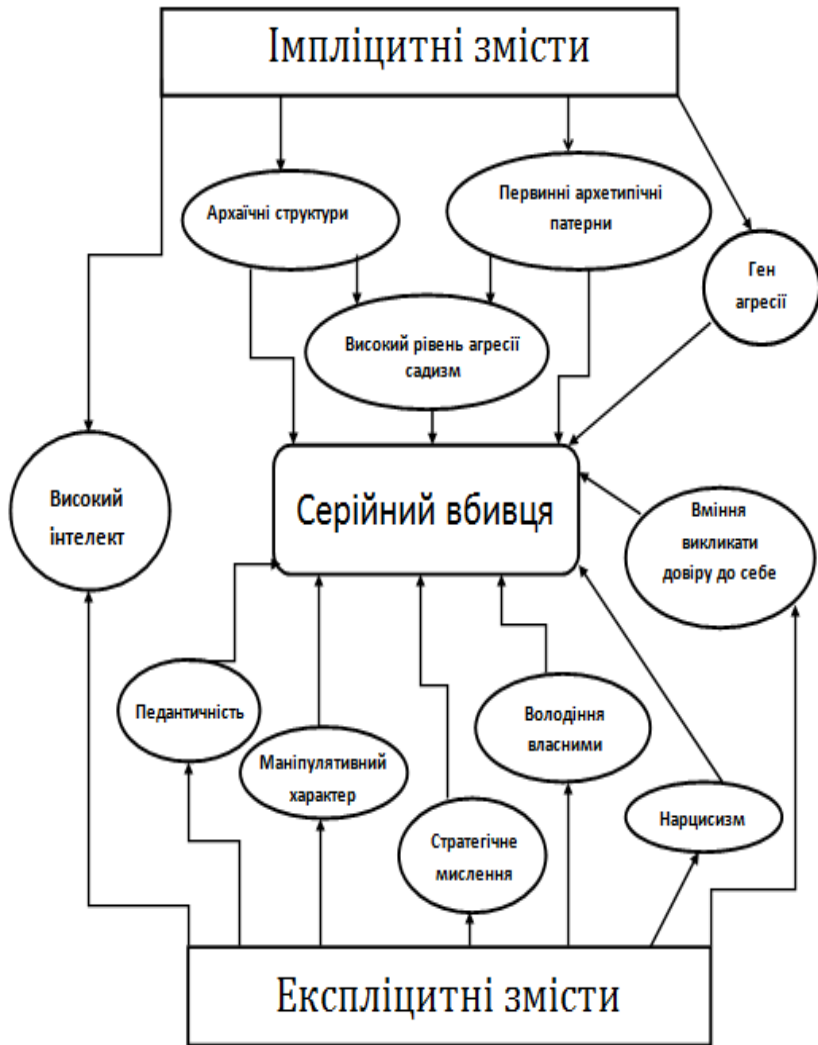 Імпліцитні змісти
Архаїчні структури
Первинні архетипічні
патерни
Ген
агресії
Високий рівень агресії
садизм
Високий
інтелект
Серійний вбивця
Вміння
викликати
довіру до себе
Педантичність
Маніпулятивний
характер
Стратегічне
мислення
Володіння
власними
Нарцисизм
Експліцитні змісти